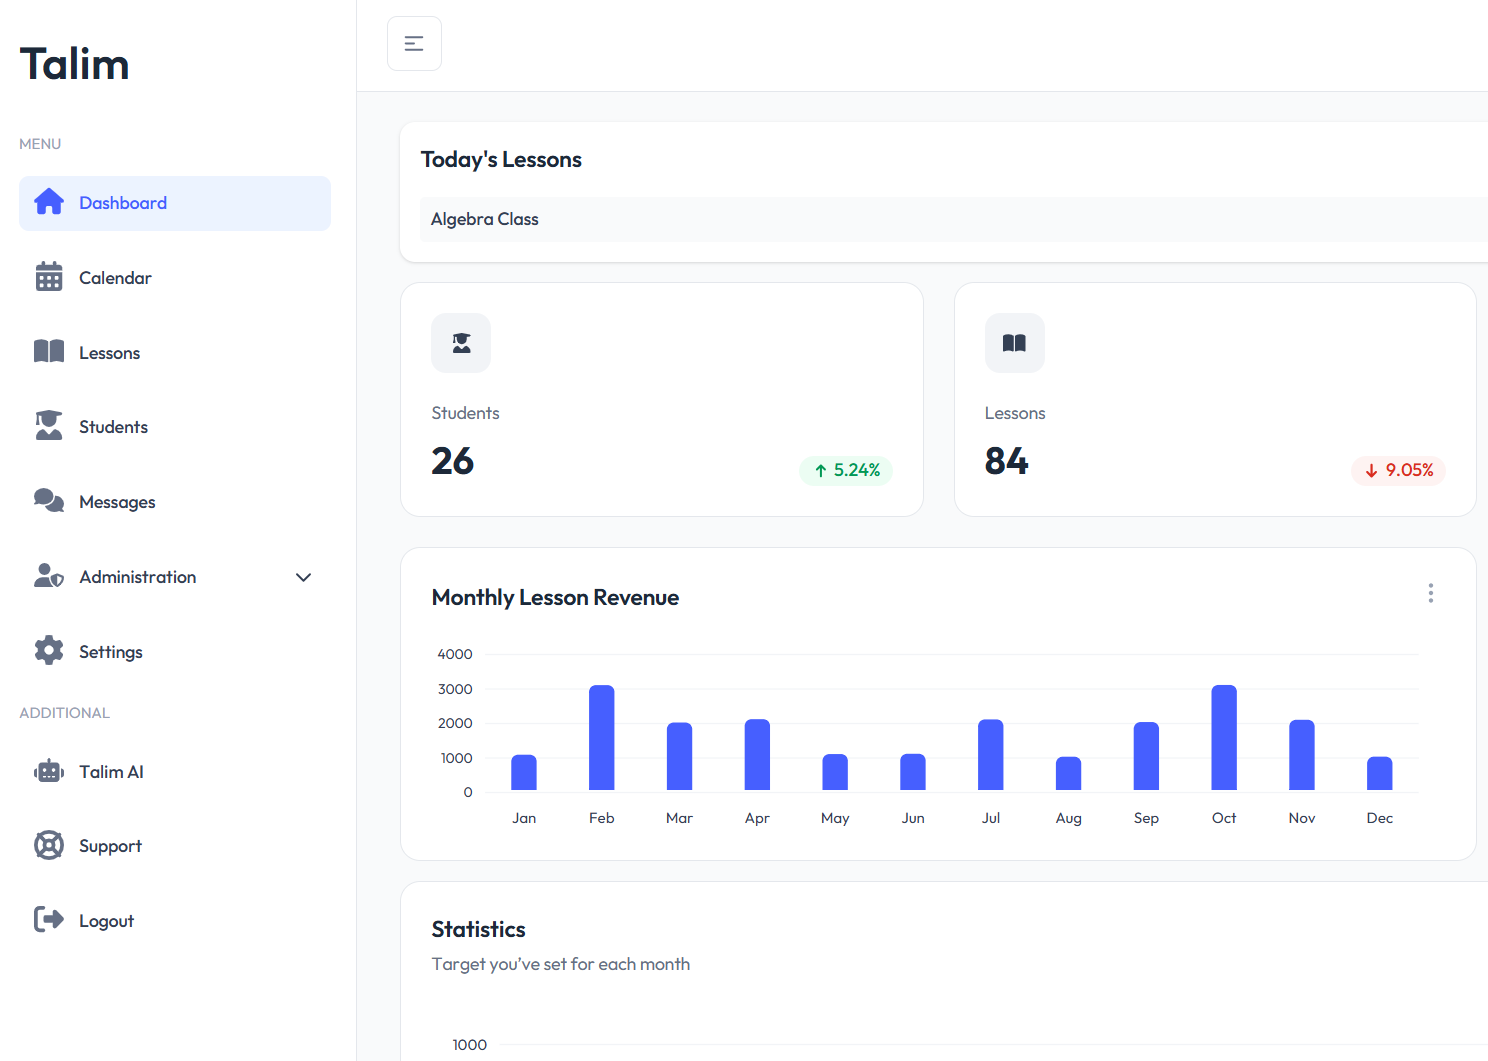 Talim
MENU
Dashboard
Calendar
Lessons
Students
Messages
Administration
Settings
ADDITIONAL
Talim AI
Support
Logout
Today's Lessons
Algebra Class
Students
26
5.24%
Lessons
84
9.05%
Monthly Lesson Revenue
4000
3000
2000
1000
0
Jan Feb Mar Apr May Jun Jul Aug Sep Oct Nov Dec
Statistics
Target you’ve set for each month
1000